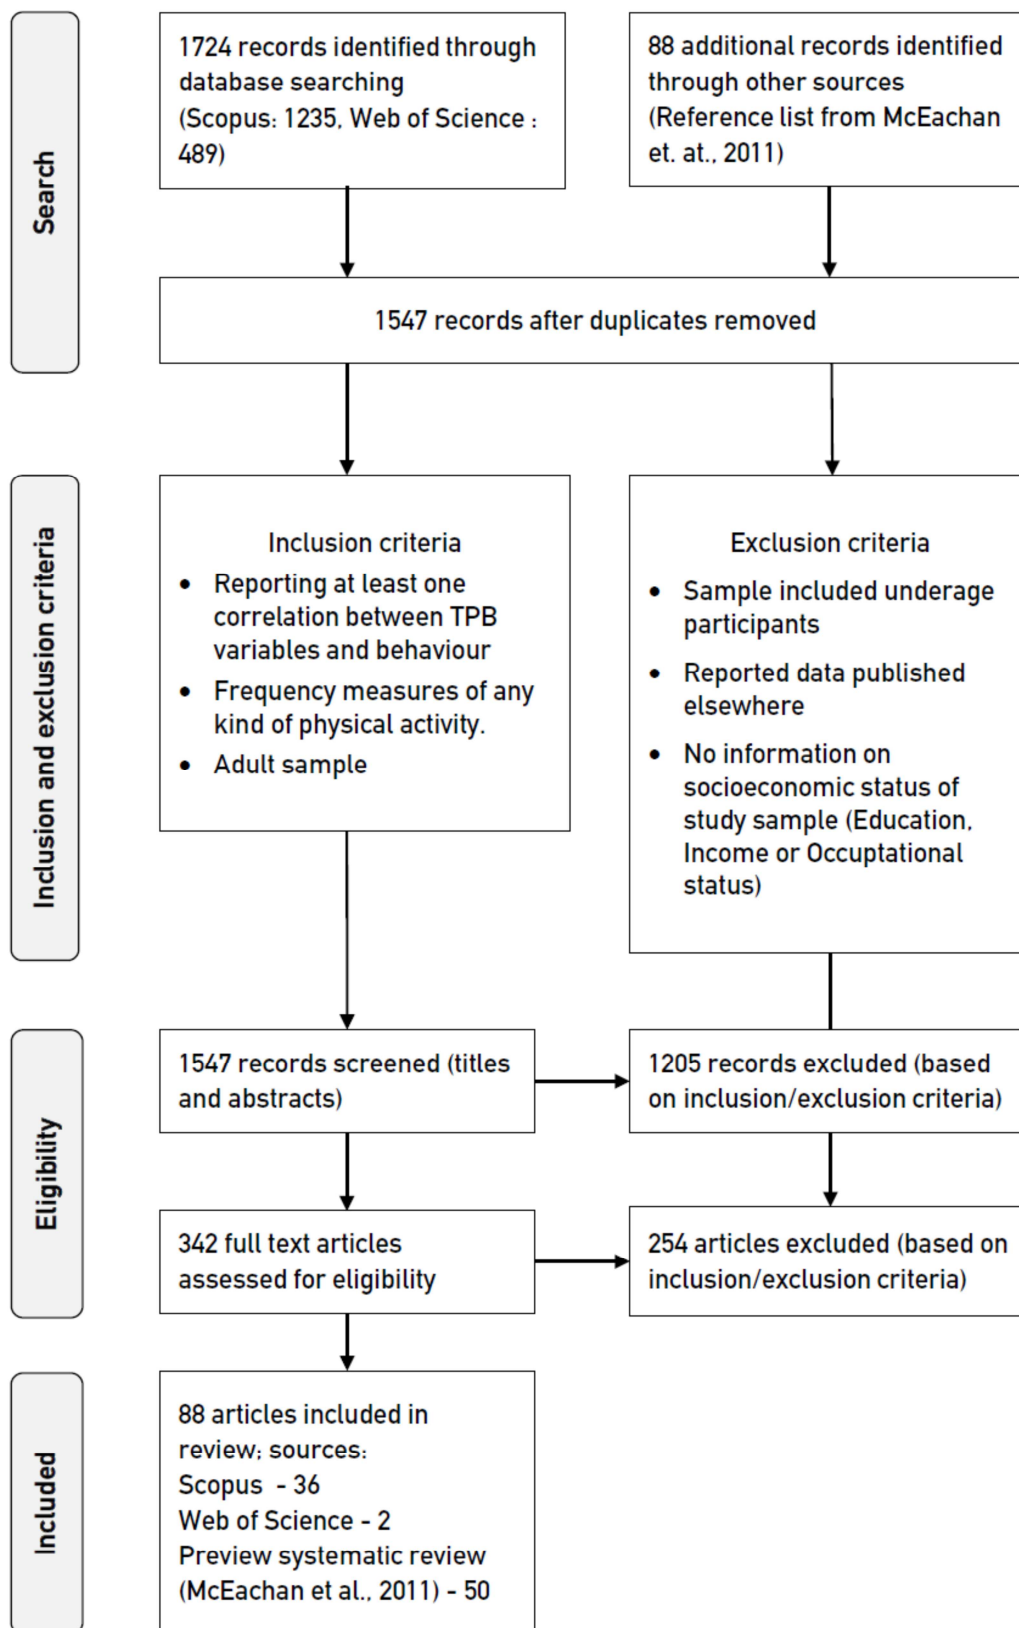 Search
1724 records identified through
database searching
(Scopus: 1235, Web of Science :
489)
88 additional records identified
through other sources
(Reference list from McEachan
et. at., 2011)
1547 records after duplicates removed
Inclusion and exclusion criteria
Inclusion criteria
• Reporting at least one
correlation between TPB
variables and behaviour
• Frequency measures of any
kind of physical activity.
• Adult sample
Exclusion criteria
• Sample included underage
participants
• Reported data published
elsewhere
• No information on
socioeconomic status of
study sample (Education,
Income or Occuptational
status)
Eligibility
1547 records screened (titles
and abstracts)
1205 records excluded (based
on inclusion/exclusion criteria)
342 full text articles
assessed for eligibility
254 articles excluded (based on
inclusion/exclusion criteria)
Included
88 articles included in
review; sources:
Scopus - 36
Web of Science - 2
Preview systematic review
(McEachan et al., 2011) - 50